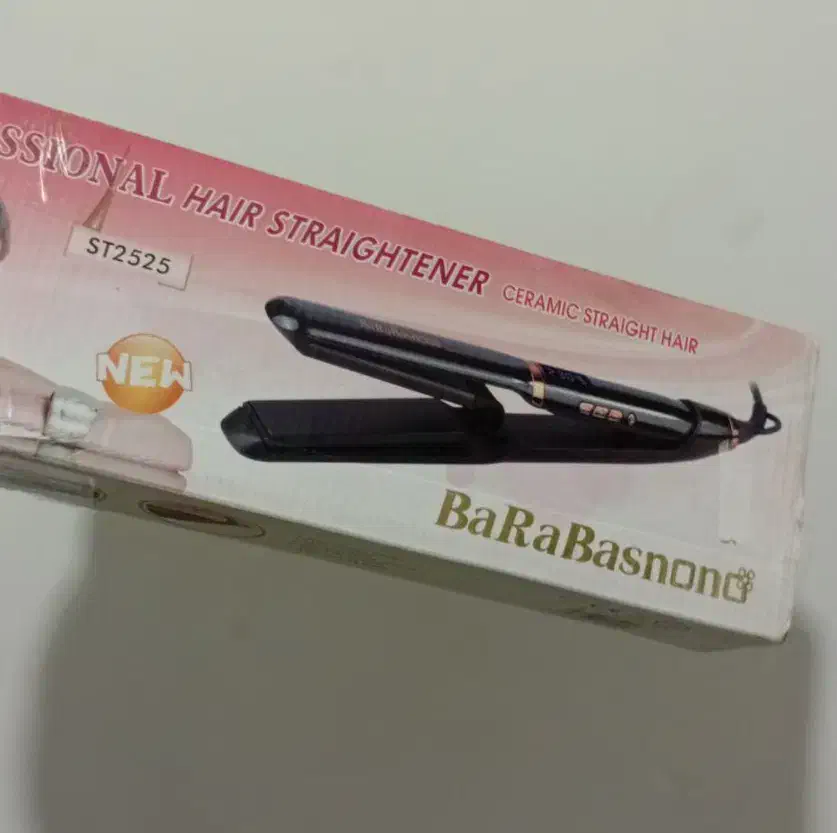 SSIONAL HAIR STRAIGHTENER CERAMIC STRAIGHT HAIR
ST2525
NEW
BaRaBasnono